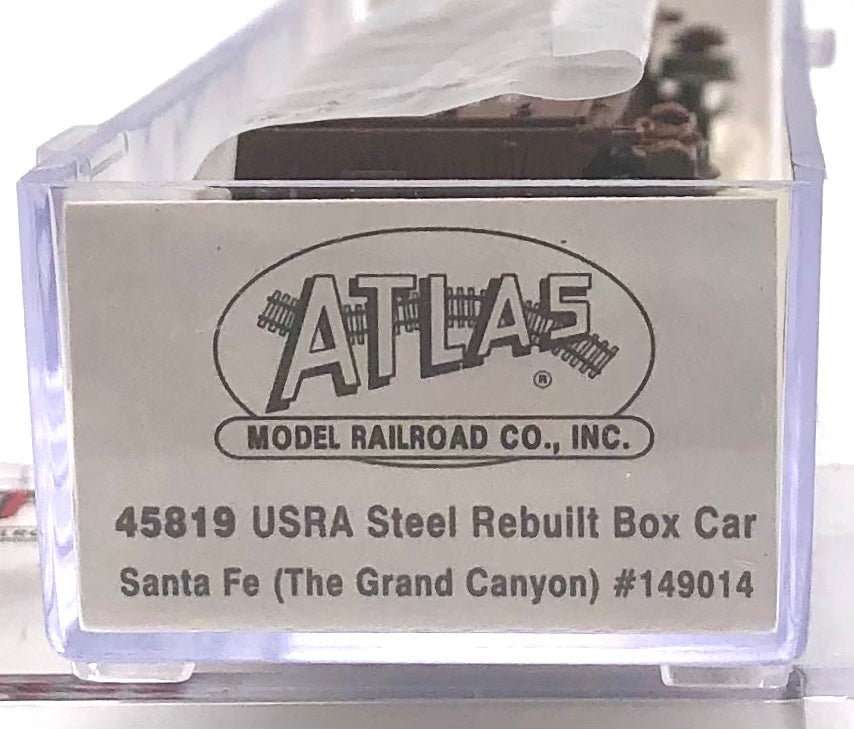 ATLAS
®
MODEL RAILROAD CO., INC.
45819 USRA Steel Rebuilt Box Car
Santa Fe (The Grand Canyon) #149014